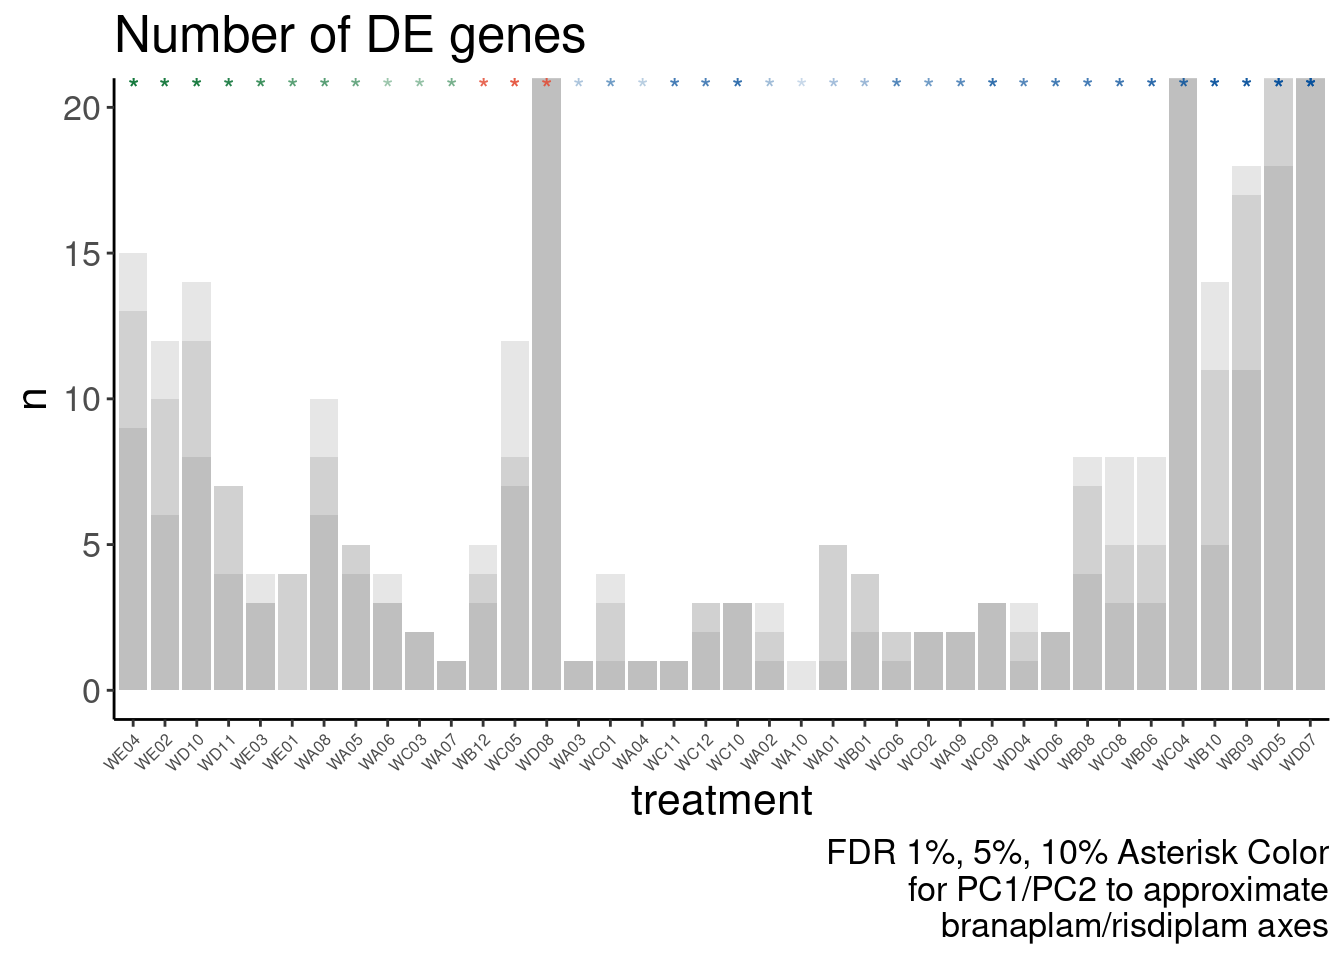 Number of DE genes
* * * * * * * * * * * * * * * * * * * * * * * * * * * * * * * * * * * * * *
20
15
10
5
0
n
WE04 WE02 WD10 WD11 WE03 WE01 WA08 WA05 WA06 WC03 WA07 WB12 WC05 WD08 WA03 WC01 WA04 WC11 WC12 WC10 WA02 WA10 WA01 WB01 WC06 WC02 WA09 WC09 WD04 WD06 WB08 WC08 WB06 WC04 WB10 WB09 WD05 WD07
treatment
FDR 1%, 5%, 10% Asterisk Color
for PC1/PC2 to approximate
branaplam/risdiplam axes